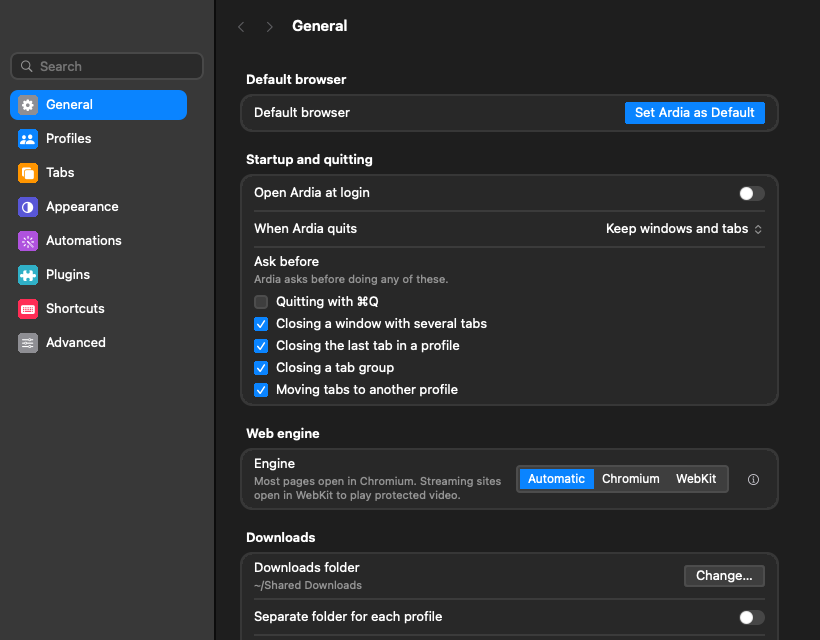 General
Search
General
Profiles
Tabs
Appearance
Automations
Plugins
Shortcuts
Advanced
Default browser
Default browser
Set Ardia as Default
Startup and quitting
Open Ardia at login
When Ardia quits
Keep windows and tabs
Ask before
Ardia asks before doing any of these.
Quitting with ⌘Q
Closing a window with several tabs
Closing the last tab in a profile
Closing a tab group
Moving tabs to another profile
Web engine
Engine
Most pages open in Chromium. Streaming sites
open in WebKit to play protected video.
Automatic Chromium WebKit
Downloads
Downloads folder
~/Shared Downloads
Change...
Separate folder for each profile